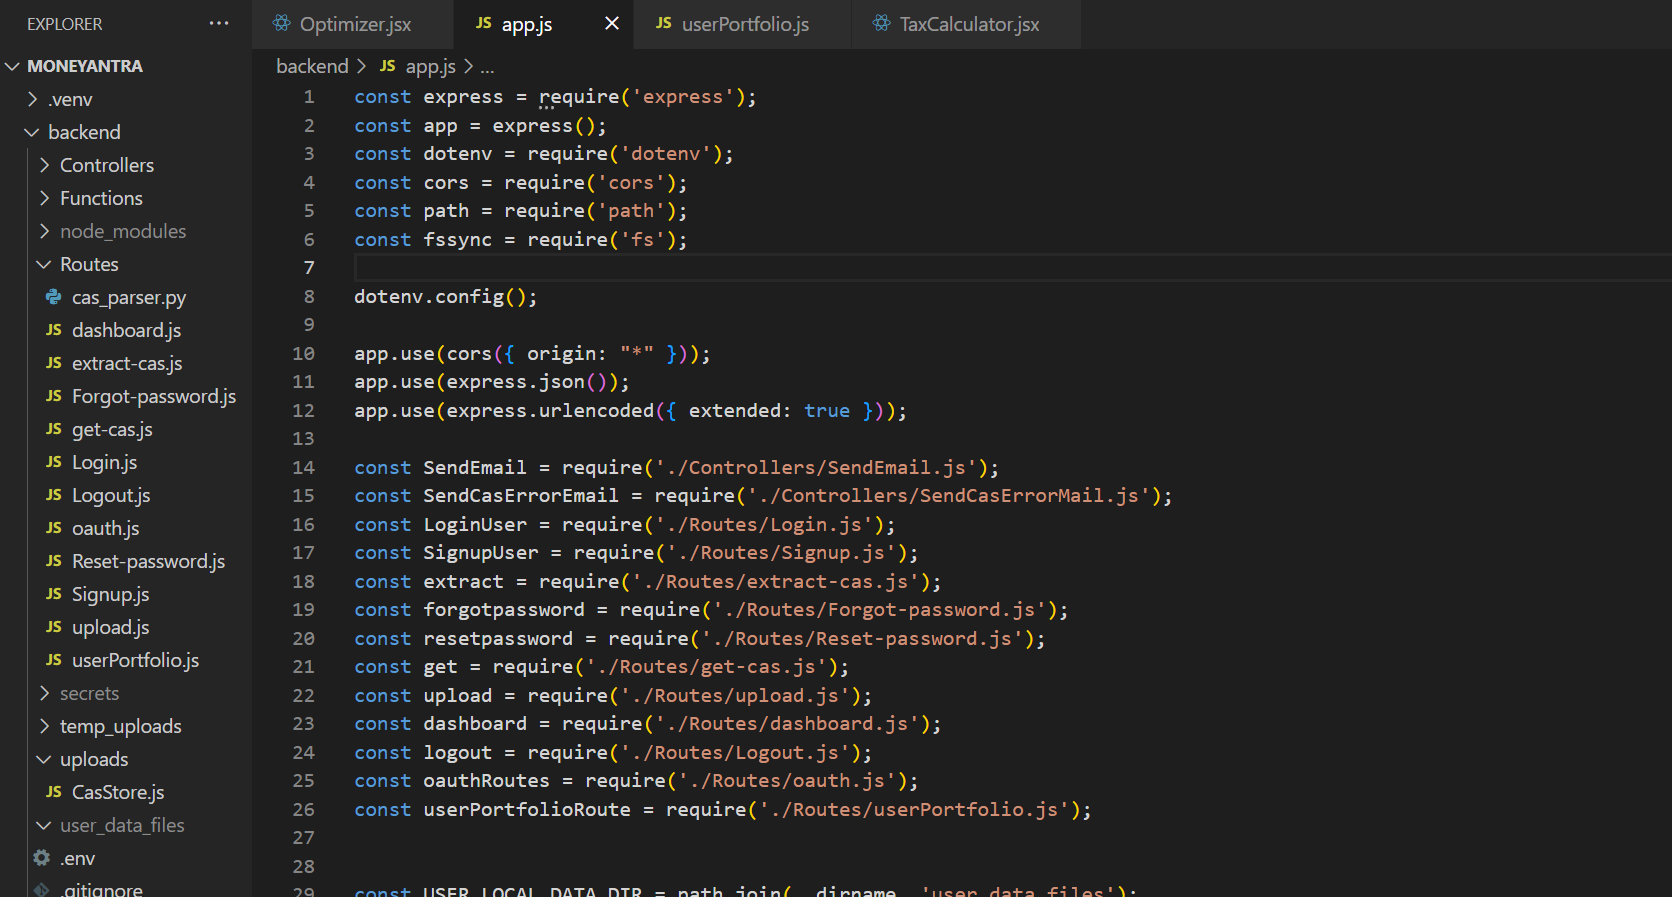 EXPLORER ...
Optimizer.jsx
JS app.js
JS userPortfolio.js
TaxCalculator.jsx
MONEYANTRA
.venv
backend
Controllers
Functions
node_modules
Routes
cas_parser.py
JS dashboard.js
JS extract-cas.js
JS Forgot-password.js
JS get-cas.js
JS Login.js
JS Logout.js
JS oauth.js
JS Reset-password.js
JS Signup.js
JS upload.js
JS userPortfolio.js
secrets
temp_uploads
uploads
JS CasStore.js
user_data_files
.env
.gitignore
backend > JS app.js > ...
1 const express = require('express');
2 const app = express();
3 const dotenv = require('dotenv');
4 const cors = require('cors');
5 const path = require('path');
6 const fssync = require('fs');
7
8 dotenv.config();
9
10 app.use(cors({ origin: "*" }));
11 app.use(express.json());
12 app.use(express.urlencoded({ extended: true }));
13
14 const SendEmail = require('./Controllers/SendEmail.js');
15 const SendCasErrorEmail = require('./Controllers/SendCasErrorMail.js');
16 const LoginUser = require('./Routes/Login.js');
17 const SignupUser = require('./Routes/Signup.js');
18 const extract = require('./Routes/extract-cas.js');
19 const forgotpassword = require('./Routes/Forgot-password.js');
20 const resetpassword = require('./Routes/Reset-password.js');
21 const get = require('./Routes/get-cas.js');
22 const upload = require('./Routes/upload.js');
23 const dashboard = require('./Routes/dashboard.js');
24 const logout = require('./Routes/Logout.js');
25 const oauthRoutes = require('./Routes/oauth.js');
26 const userPortfolioRoute = require('./Routes/userPortfolio.js');
27
28
29 const USER_LOCAL_DATA_DIR = path.join(__dirname, 'user_data_files');